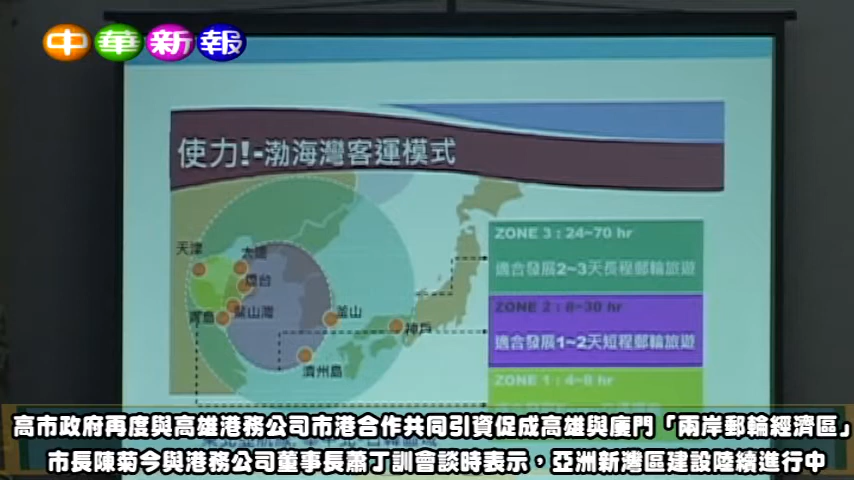 中華新報
使力!-渤海灣客運模式
天津
大連
煙台
青島
釜山
神戶
濟州島
ZONE 3 : 24~70 hr
適合發展2~3天長程郵輪旅遊
ZONE 2 : 8~30 hr
適合發展1~2天短程郵輪旅遊
ZONE 1 : 4~8 hr
高市政府再度與高雄港務公司市港合作共同引資促成高雄與廈門「兩岸郵輪經濟區」
市長陳菊今與港務公司董事長蕭丁訓會談時表示，亞洲新灣區建設陸續進行中